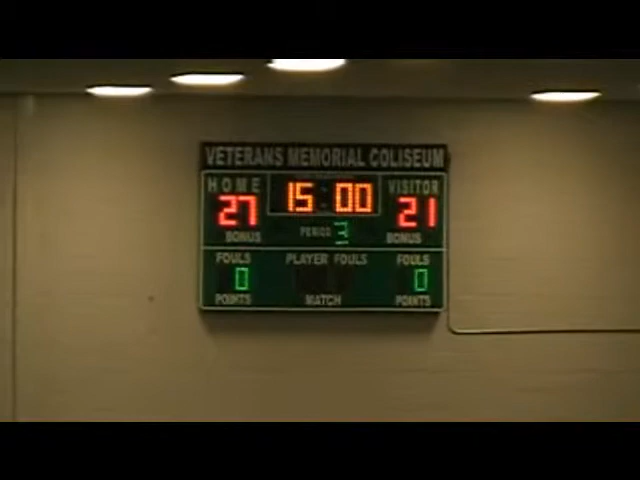 VETERANS MEMORIAL COLISEUM
HOME 15:00 VISITOR
27 21
PERIOD 3
BONUS BONUS
FOULS PLAYER FOULS FOULS
0 0
POINTS MATCH POINTS